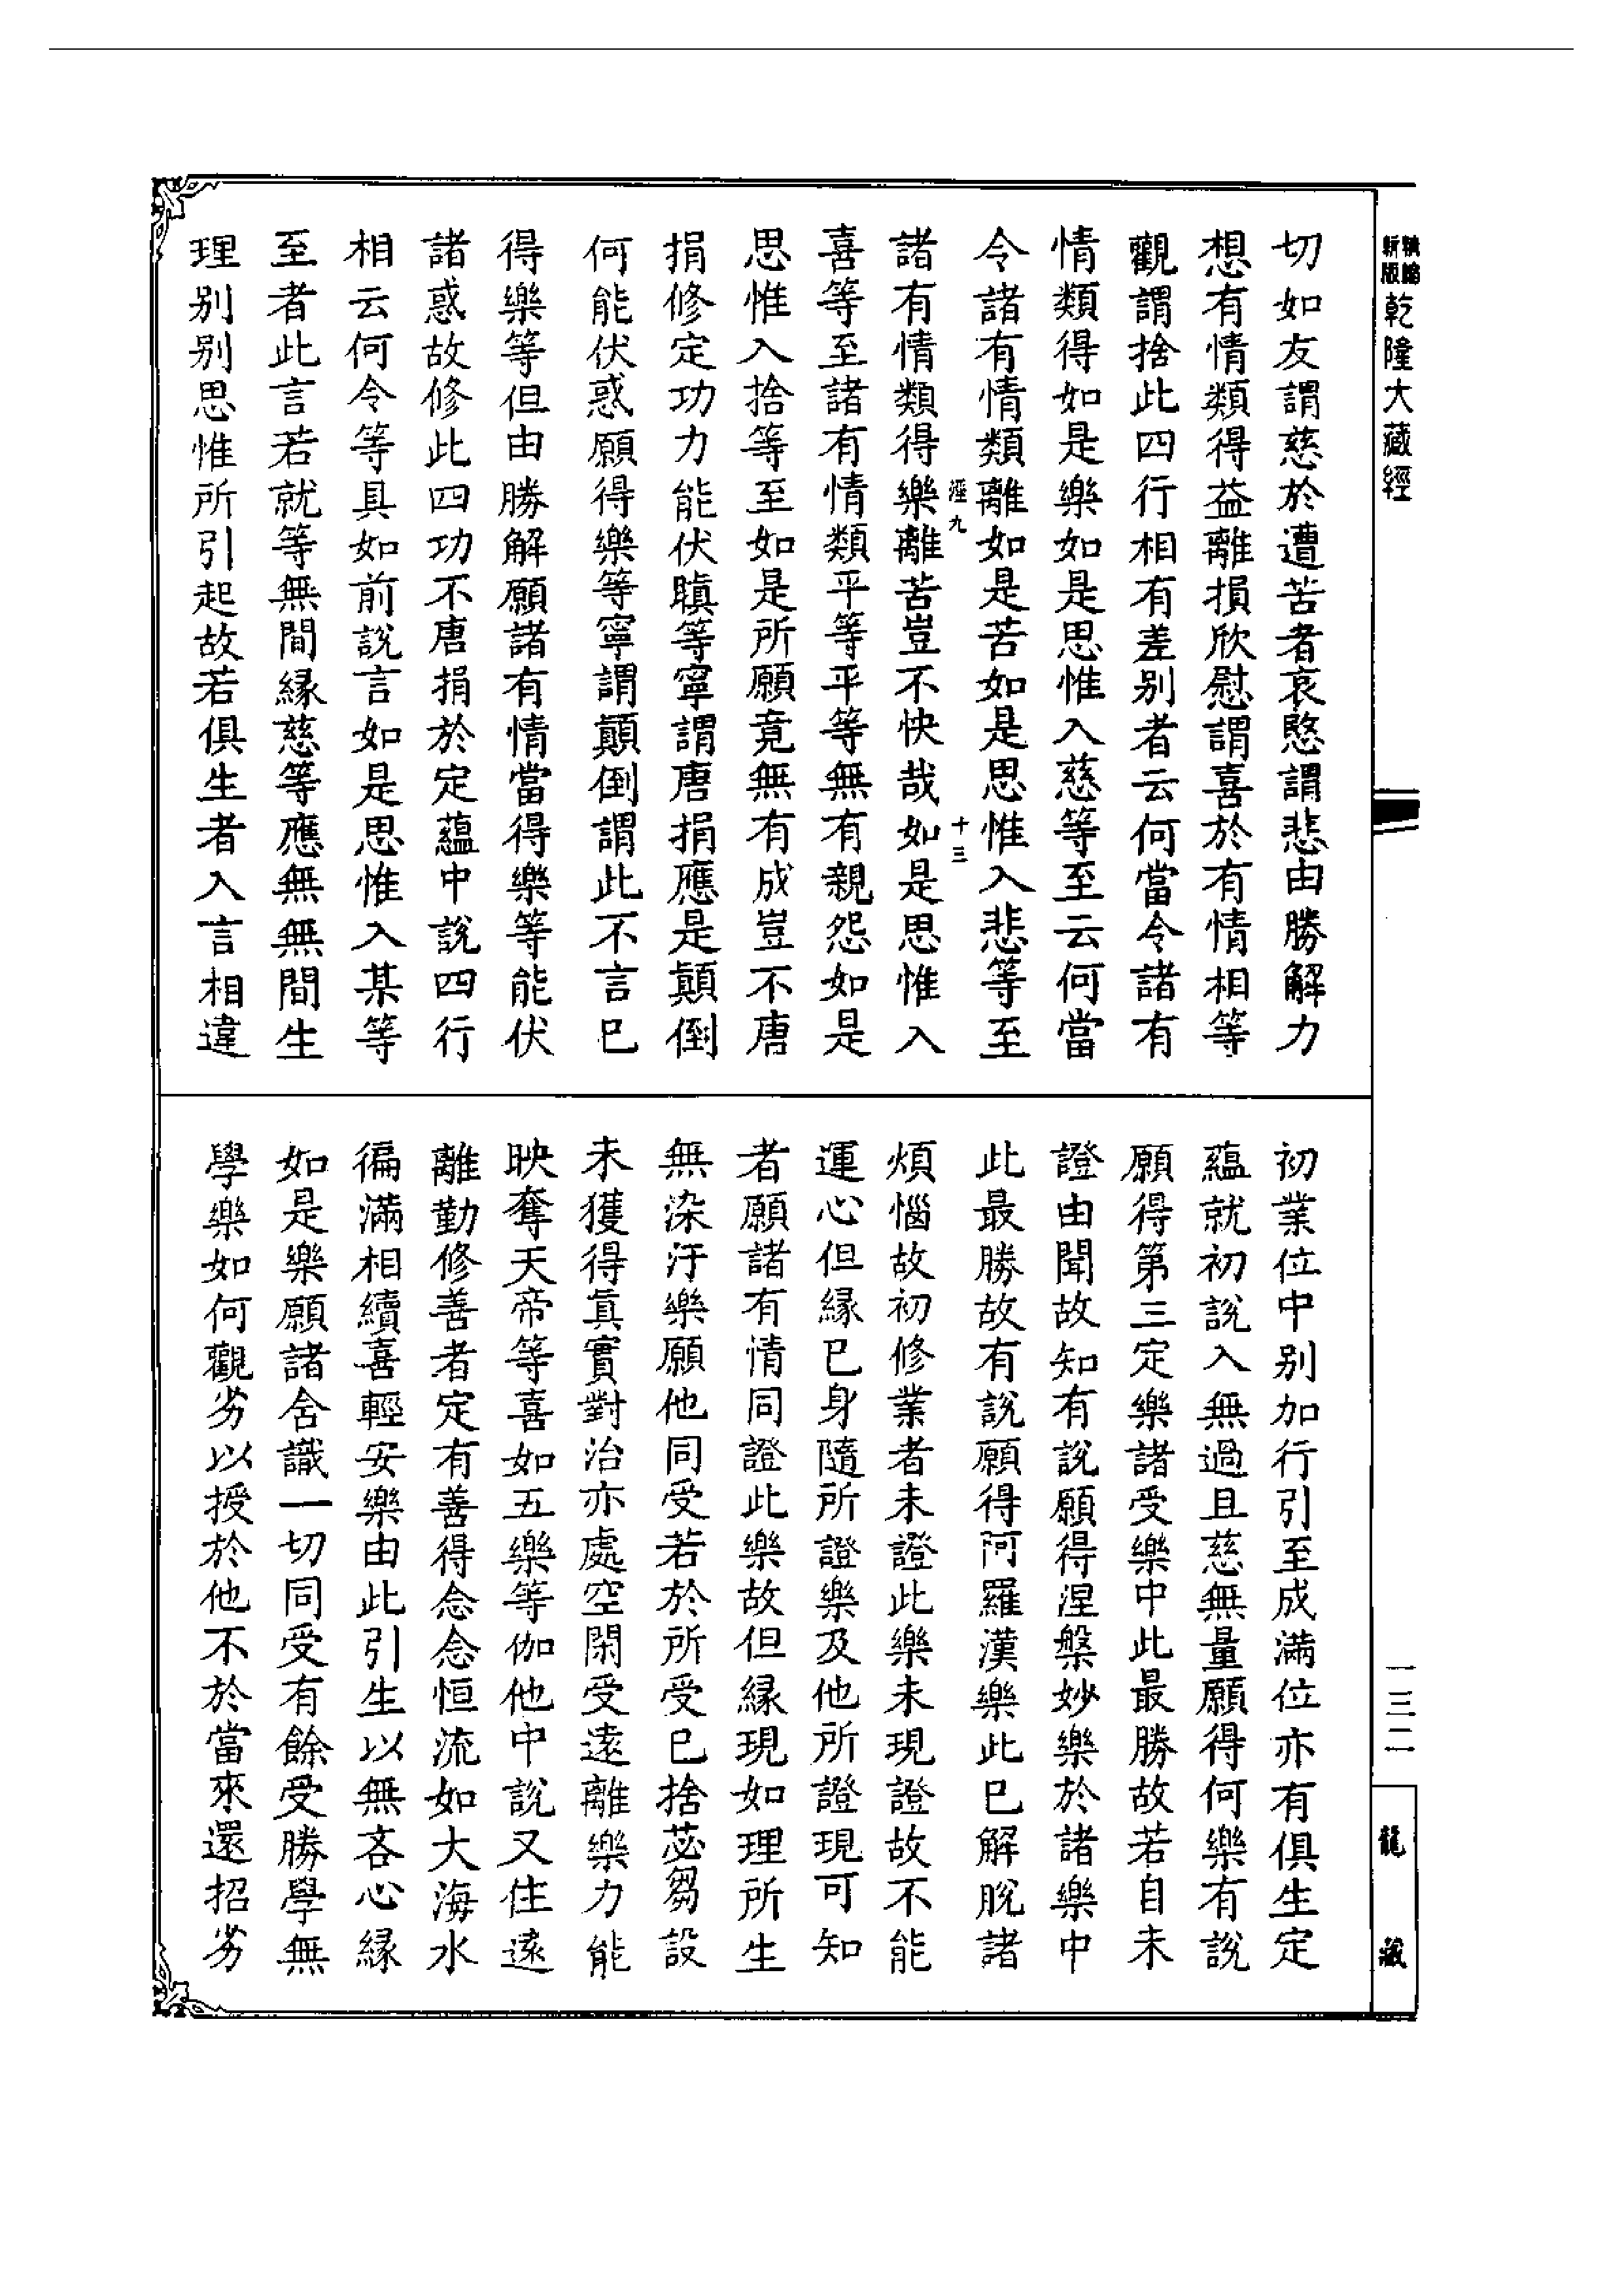 新版
精縮
乾隆大藏經
切如友謂慈於遭苦者哀愍謂悲由勝解力
想有情類得益離損欣慰謂喜於有情相等
觀謂捨此四行相有差別者云何當令諸有
情類得如是樂如是思惟入慈等至云何當
令諸有情類離如是苦如是思惟入悲等至
諸有情類得樂離苦豈不快哉如是思惟入
喜等至諸有情類平等平等無有親怨如是
思惟入捨等至如是所願竟無有成豈不唐
捐修定功力能伏瞋等寧謂唐捐應是顛倒
何能伏惑願得樂等寧謂顛倒謂此不言已
得樂等但由勝解願諸有情當得樂等能伏
諸惑故修此四功不唐捐於定蘊中說四行
相云何令等具如前說言如是思惟入某等
至者此言若就等無間緣慈等應無無間生
理別別思惟所引起故若俱生者入言相違
九
十三
初業位中別加行引至成滿位亦有俱生定
蘊就初說入無過且慈無量願得何樂有說
願得第三定樂諸受樂中此最勝故若自未
證由聞故知有說願得涅槃妙樂於諸樂中
此最勝故有說願得阿羅漢樂此已解脫諸
煩惱故初修業者未證此樂未現證故不能
運心但緣已身隨所證樂及他所證現可知
者願諸有情同證此樂故但緣現如理所生
無染汙樂願他同受若於所受已捨苾芻設
未獲得真實對治亦處空閑受遠離樂力能
映奪天帝等喜如五樂等伽他中說又住遠
離勤修善者定有善得念念恒流如大海水
徧滿相續喜輕安樂由此引生以無吝心緣
如是樂願諸含識一切同受有餘受勝學無
學樂如何觀劣以授於他不於當來還招劣
一三二
龍藏